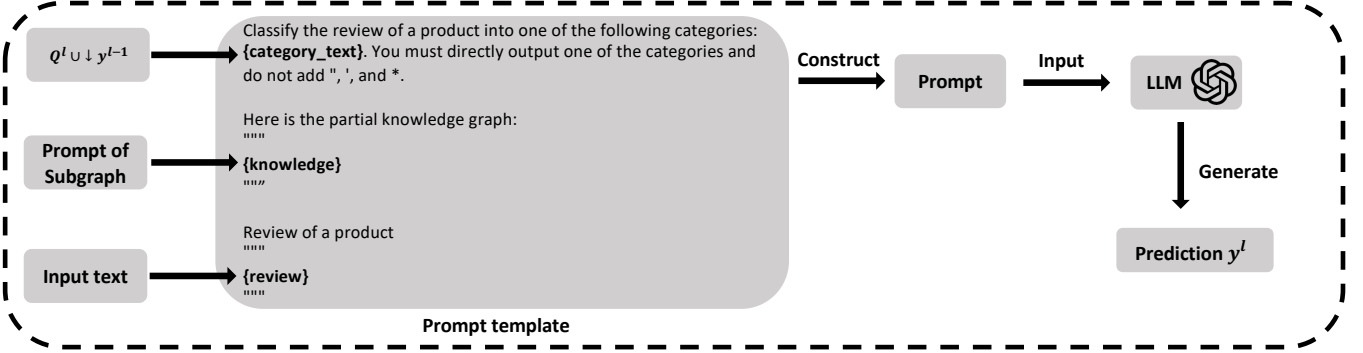 Q^l ∪ ↓ y^{l-1}
Prompt of
Subgraph
Input text
Classify the review of a product into one of the following categories:
{category_text}. You must directly output one of the categories and
do not add ", ', and *.
Here is the partial knowledge graph:
"""
{knowledge}
""”
Review of a product
"""
{review}
"""
Prompt template
Construct
Prompt
Input
LLM
Generate
Prediction y^l